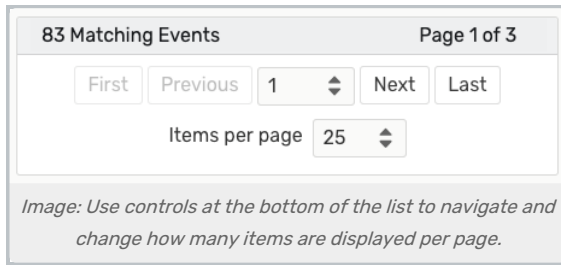 83 Matching Events Page 1 of 3
First Previous 1 Next Last
Items per page 25
Image: Use controls at the bottom of the list to navigate and
change how many items are displayed per page.